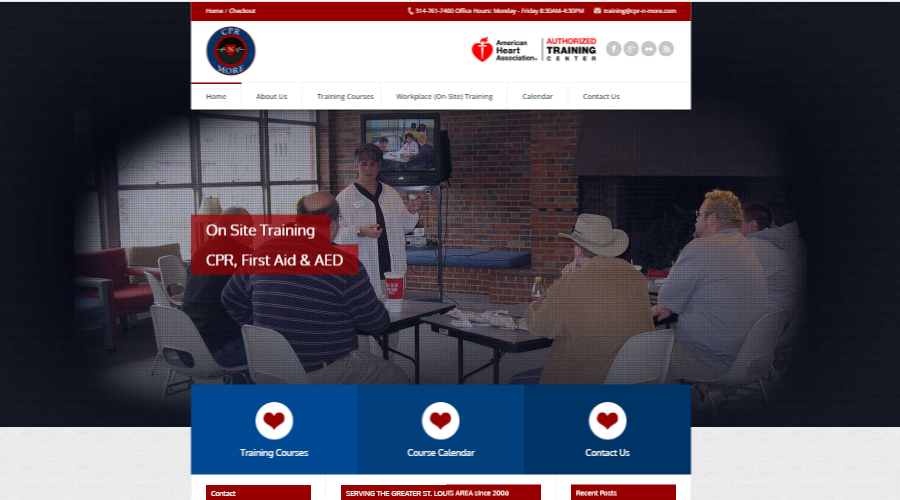 Home / Checkout
314-761-7400 Office Hours: Monday - Friday 8:30AM-4:30PM
training@cpr-n-more.com
CPR
N
MORE
American
Heart
Association
AUTHORIZED
TRAINING
CENTER
Home
About Us
Training Courses
Workplace (On-Site) Training
Calendar
Contact Us
On Site Training
CPR, First Aid & AED
Training Courses
Course Calendar
Contact Us
Contact
SERVING THE GREATER ST. LOUIS AREA since 2006
Recent Posts